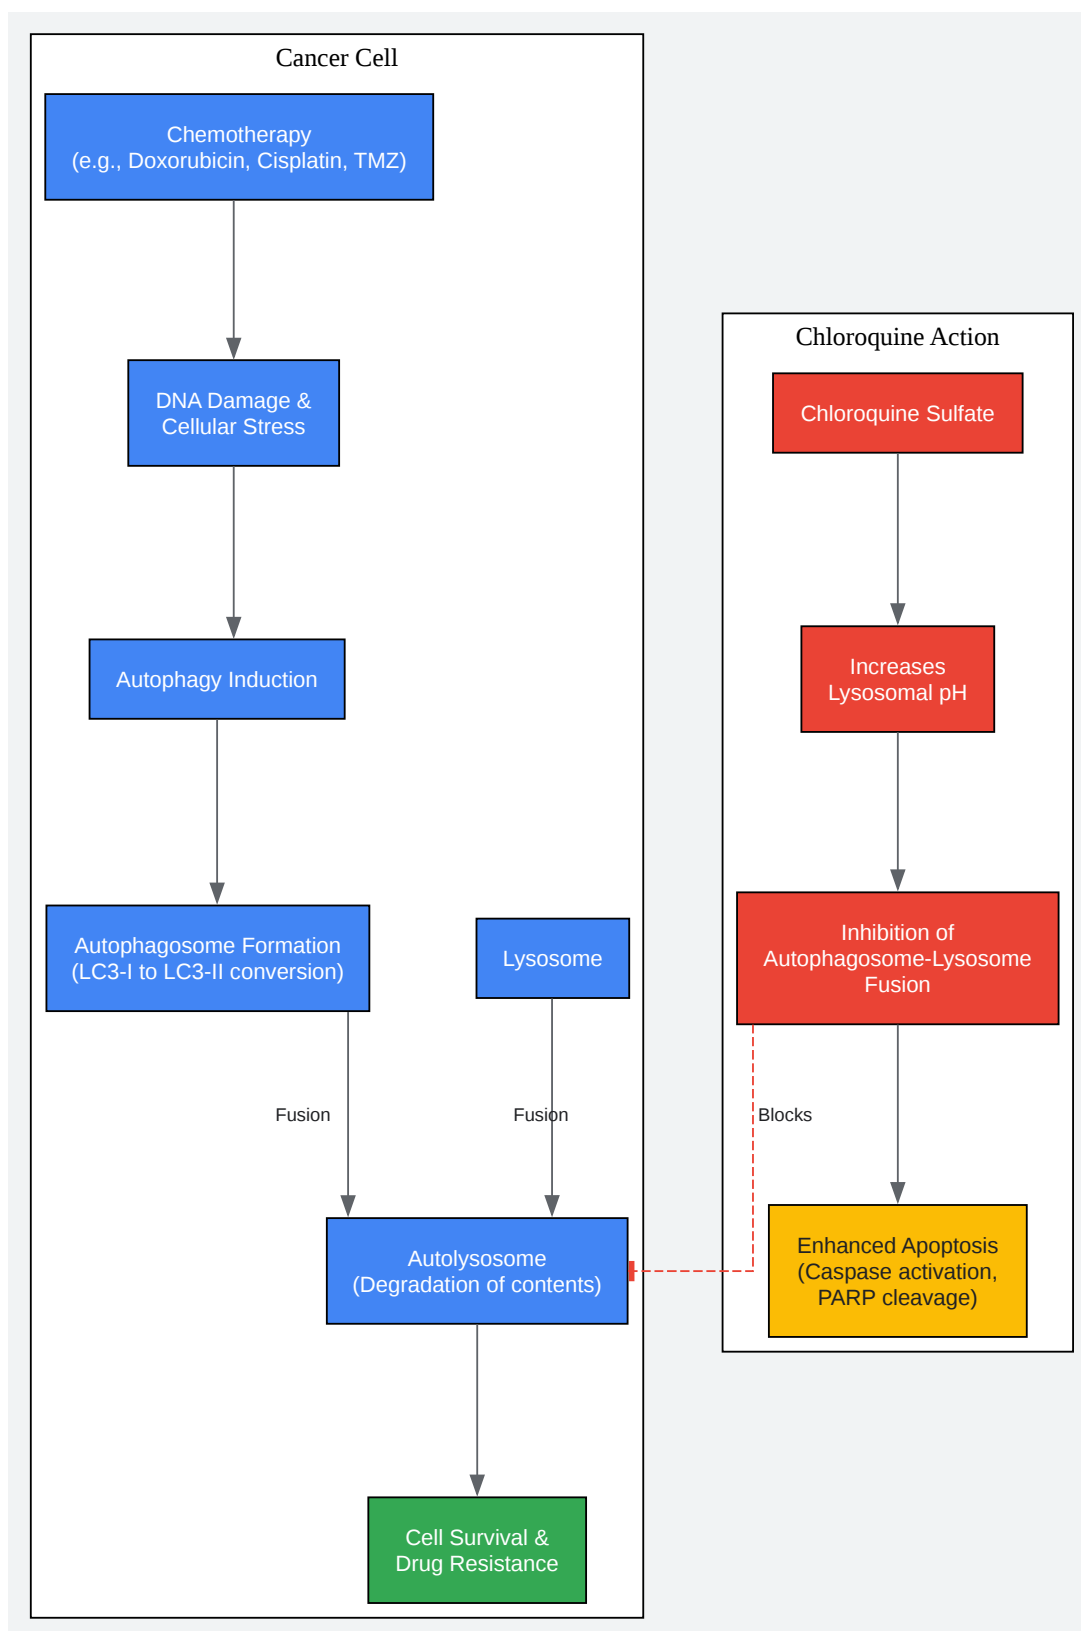 Cancer Cell
Chemotherapy
(e.g., Doxorubicin, Cisplatin, TMZ)
DNA Damage &
Cellular Stress
Autophagy Induction
Autophagosome Formation
(LC3-I to LC3-II conversion)
Lysosome
Fusion
Fusion
Autolysosome
(Degradation of contents)
Cell Survival &
Drug Resistance
Chloroquine Action
Chloroquine Sulfate
Increases
Lysosomal pH
Inhibition of
Autophagosome-Lysosome
Fusion
Blocks
Enhanced Apoptosis
(Caspase activation,
PARP cleavage)